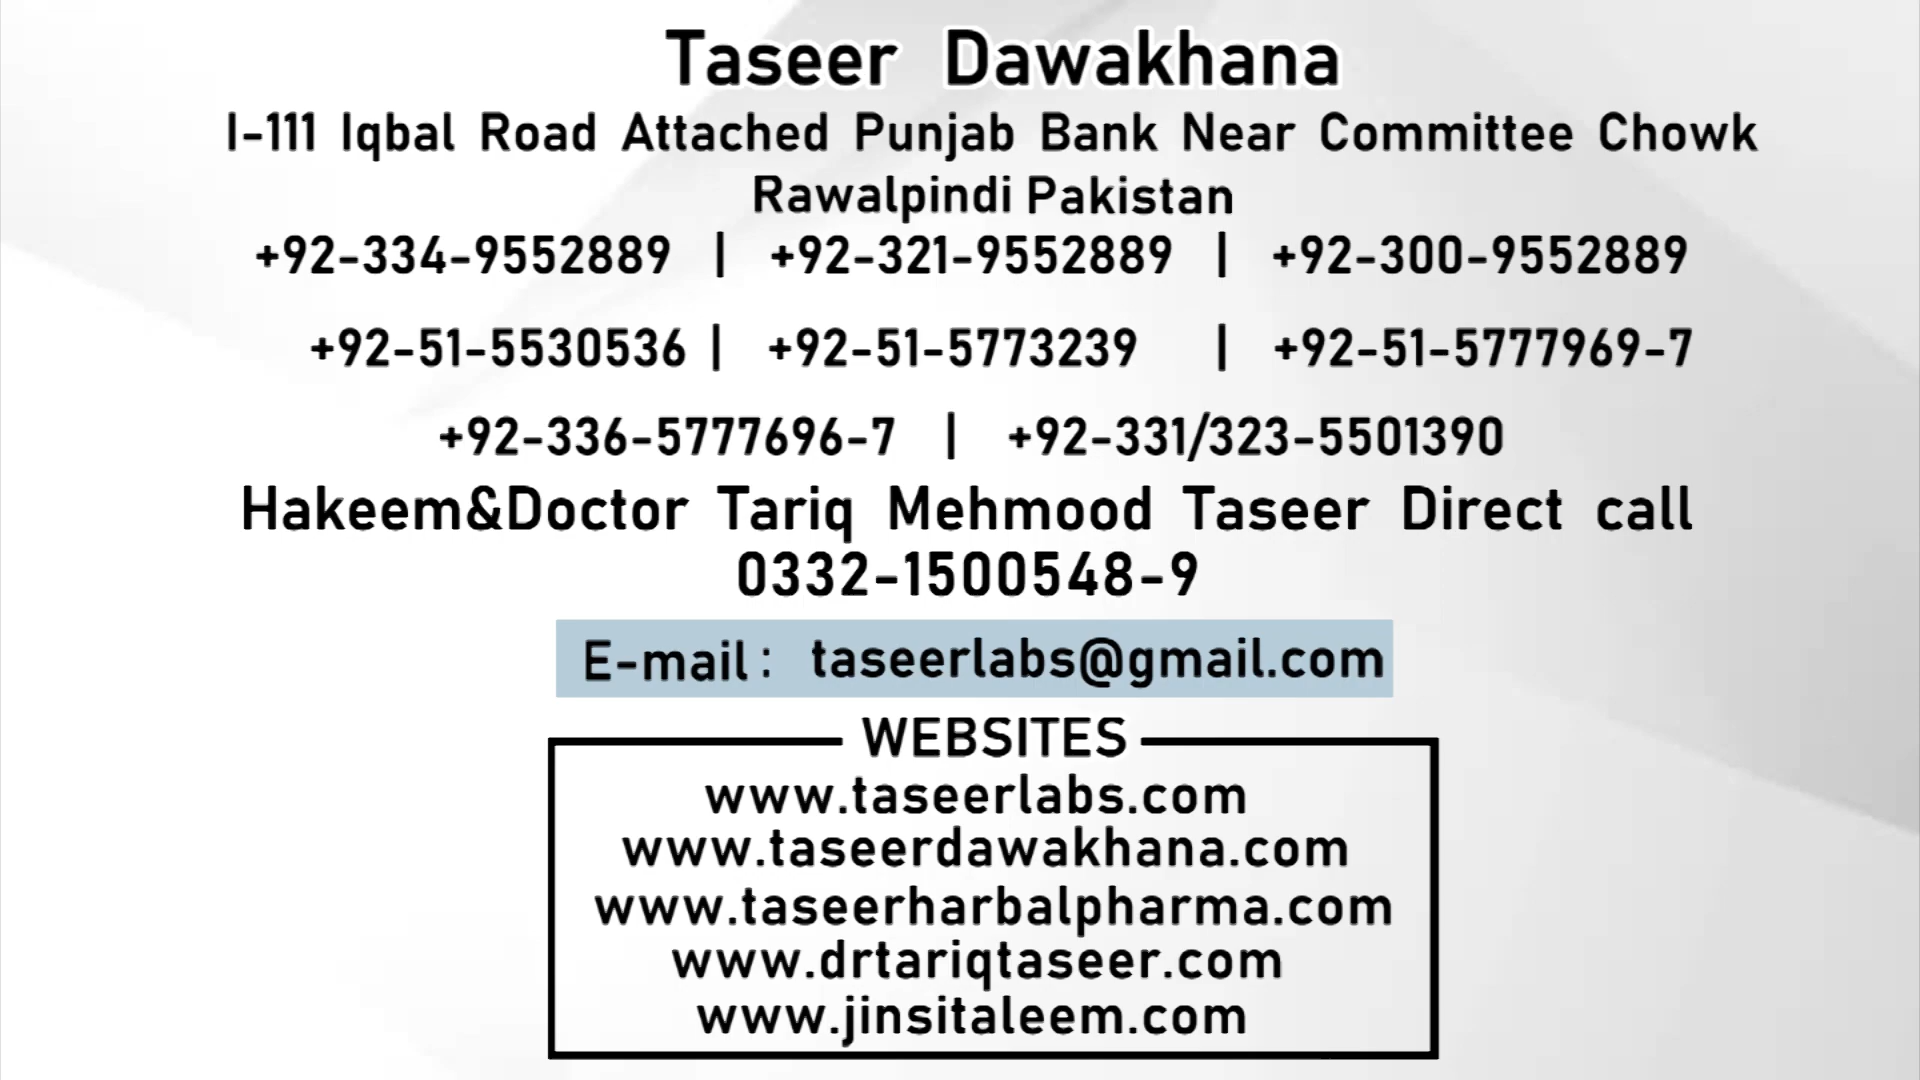 Taseer Dawakhana
I-111 Iqbal Road Attached Punjab Bank Near Committee Chowk
Rawalpindi Pakistan
+92-334-9552889 | +92-321-9552889 | +92-300-9552889
+92-51-5530536 | +92-51-5773239 | +92-51-5777969-7
+92-336-5777696-7 | +92-331/323-5501390
Hakeem&Doctor Tariq Mehmood Taseer Direct call
0332-1500548-9
E-mail : taseerlabs@gmail.com
WEBSITES
www.taseerlabs.com
www.taseerdawakhana.com
www.taseerharbalpharma.com
www.drtariqtaseer.com
www.jinsitaleem.com